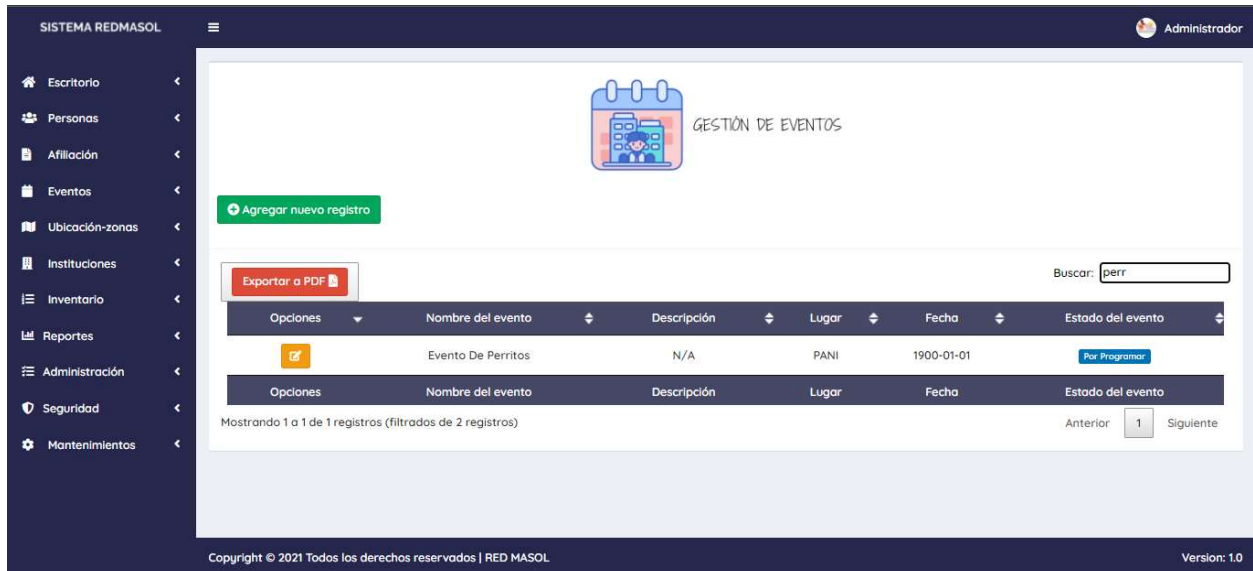 SISTEMA REDMASOL
Administrador
Escritorio
Personas
Afiliación
Eventos
Ubicación-zonas
Instituciones
Inventario
Reportes
Administración
Seguridad
Mantenimientos
GESTIÓN DE EVENTOS
Agregar nuevo registro
Exportar a PDF
Buscar: perr
Opciones Nombre del evento Descripción Lugar Fecha Estado del evento
Evento De Perritos N/A PANI 1900-01-01 Por Programar
Opciones Nombre del evento Descripción Lugar Fecha Estado del evento
Mostrando 1 a 1 de 1 registros (filtrados de 2 registros)
Anterior 1 Siguiente
Copyright © 2021 Todos los derechos reservados | RED MASOL
Version: 1.0